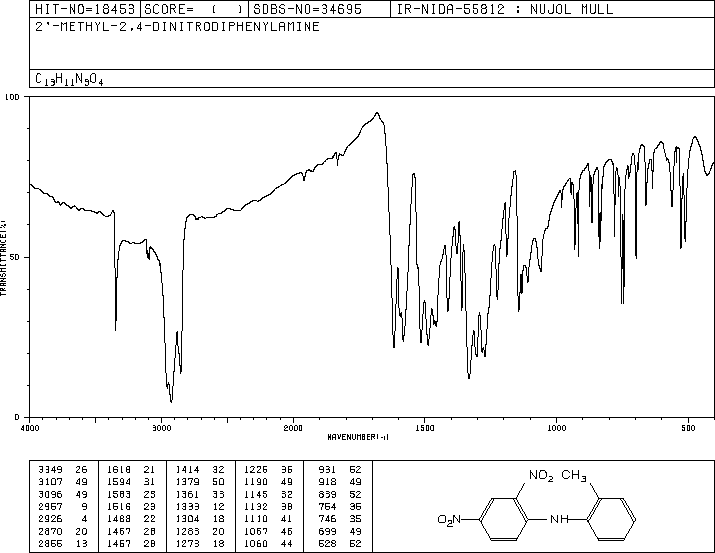 HIT-NO=18453 SCORE= ( ) SDBS-NO=34695 IR-NIDA-55812 : NUJOL MULL
2'-METHYL-2,4-DINITRODIPHENYLAMINE
C13H11N3O4
100
TRANSMITTANCE(%)
50
0
4000 3000 2000 1500 1000 500
WAVENUMBER(-1)
3349 26 1618 21 1414 32 1226 36 931 52
3107 49 1594 31 1379 50 1190 49 918 49
3096 49 1583 23 1361 33 1145 32 839 52
2957 9 1516 23 1333 12 1132 38 754 35
2926 4 1488 22 1304 18 1110 41 746 35
2870 20 1467 28 1283 20 1067 46 699 49
2855 13 1457 28 1273 18 1060 44 528 52
NO2 CH3
O2N NH